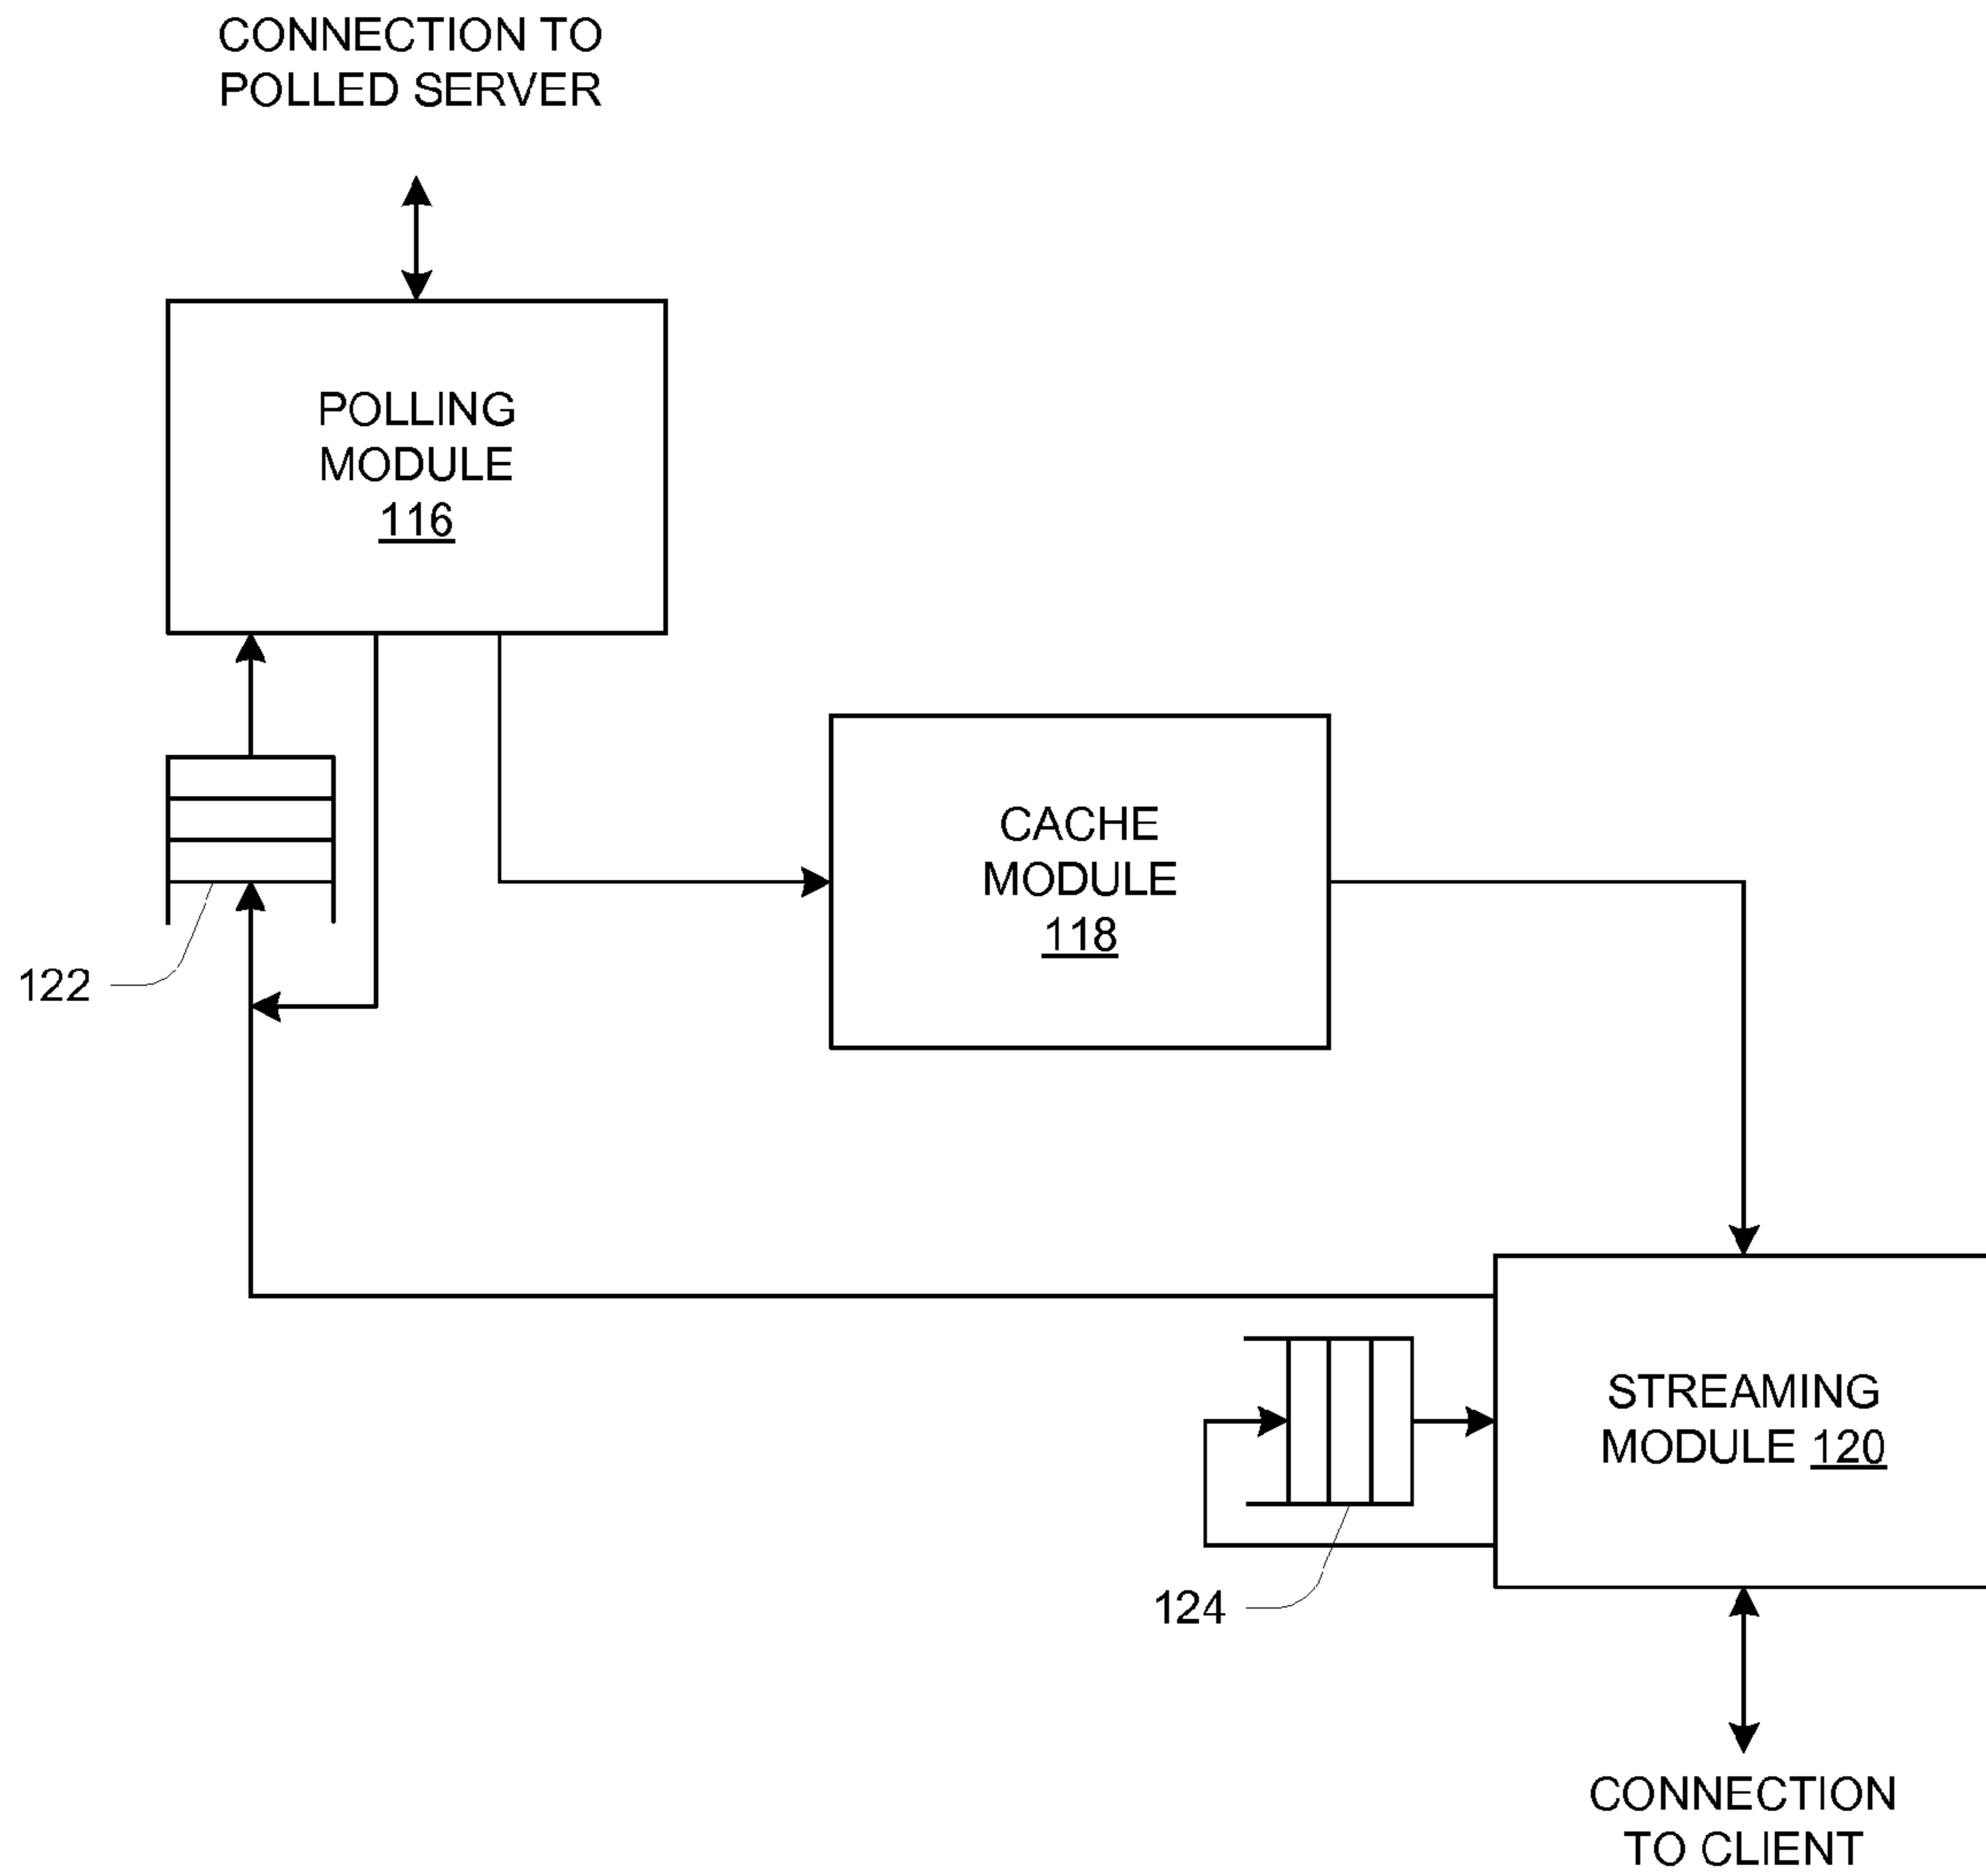 CONNECTION TO
POLLED SERVER
POLLING
MODULE
116
CACHE
MODULE
118
122
STREAMING
MODULE 120
124
CONNECTION
TO CLIENT